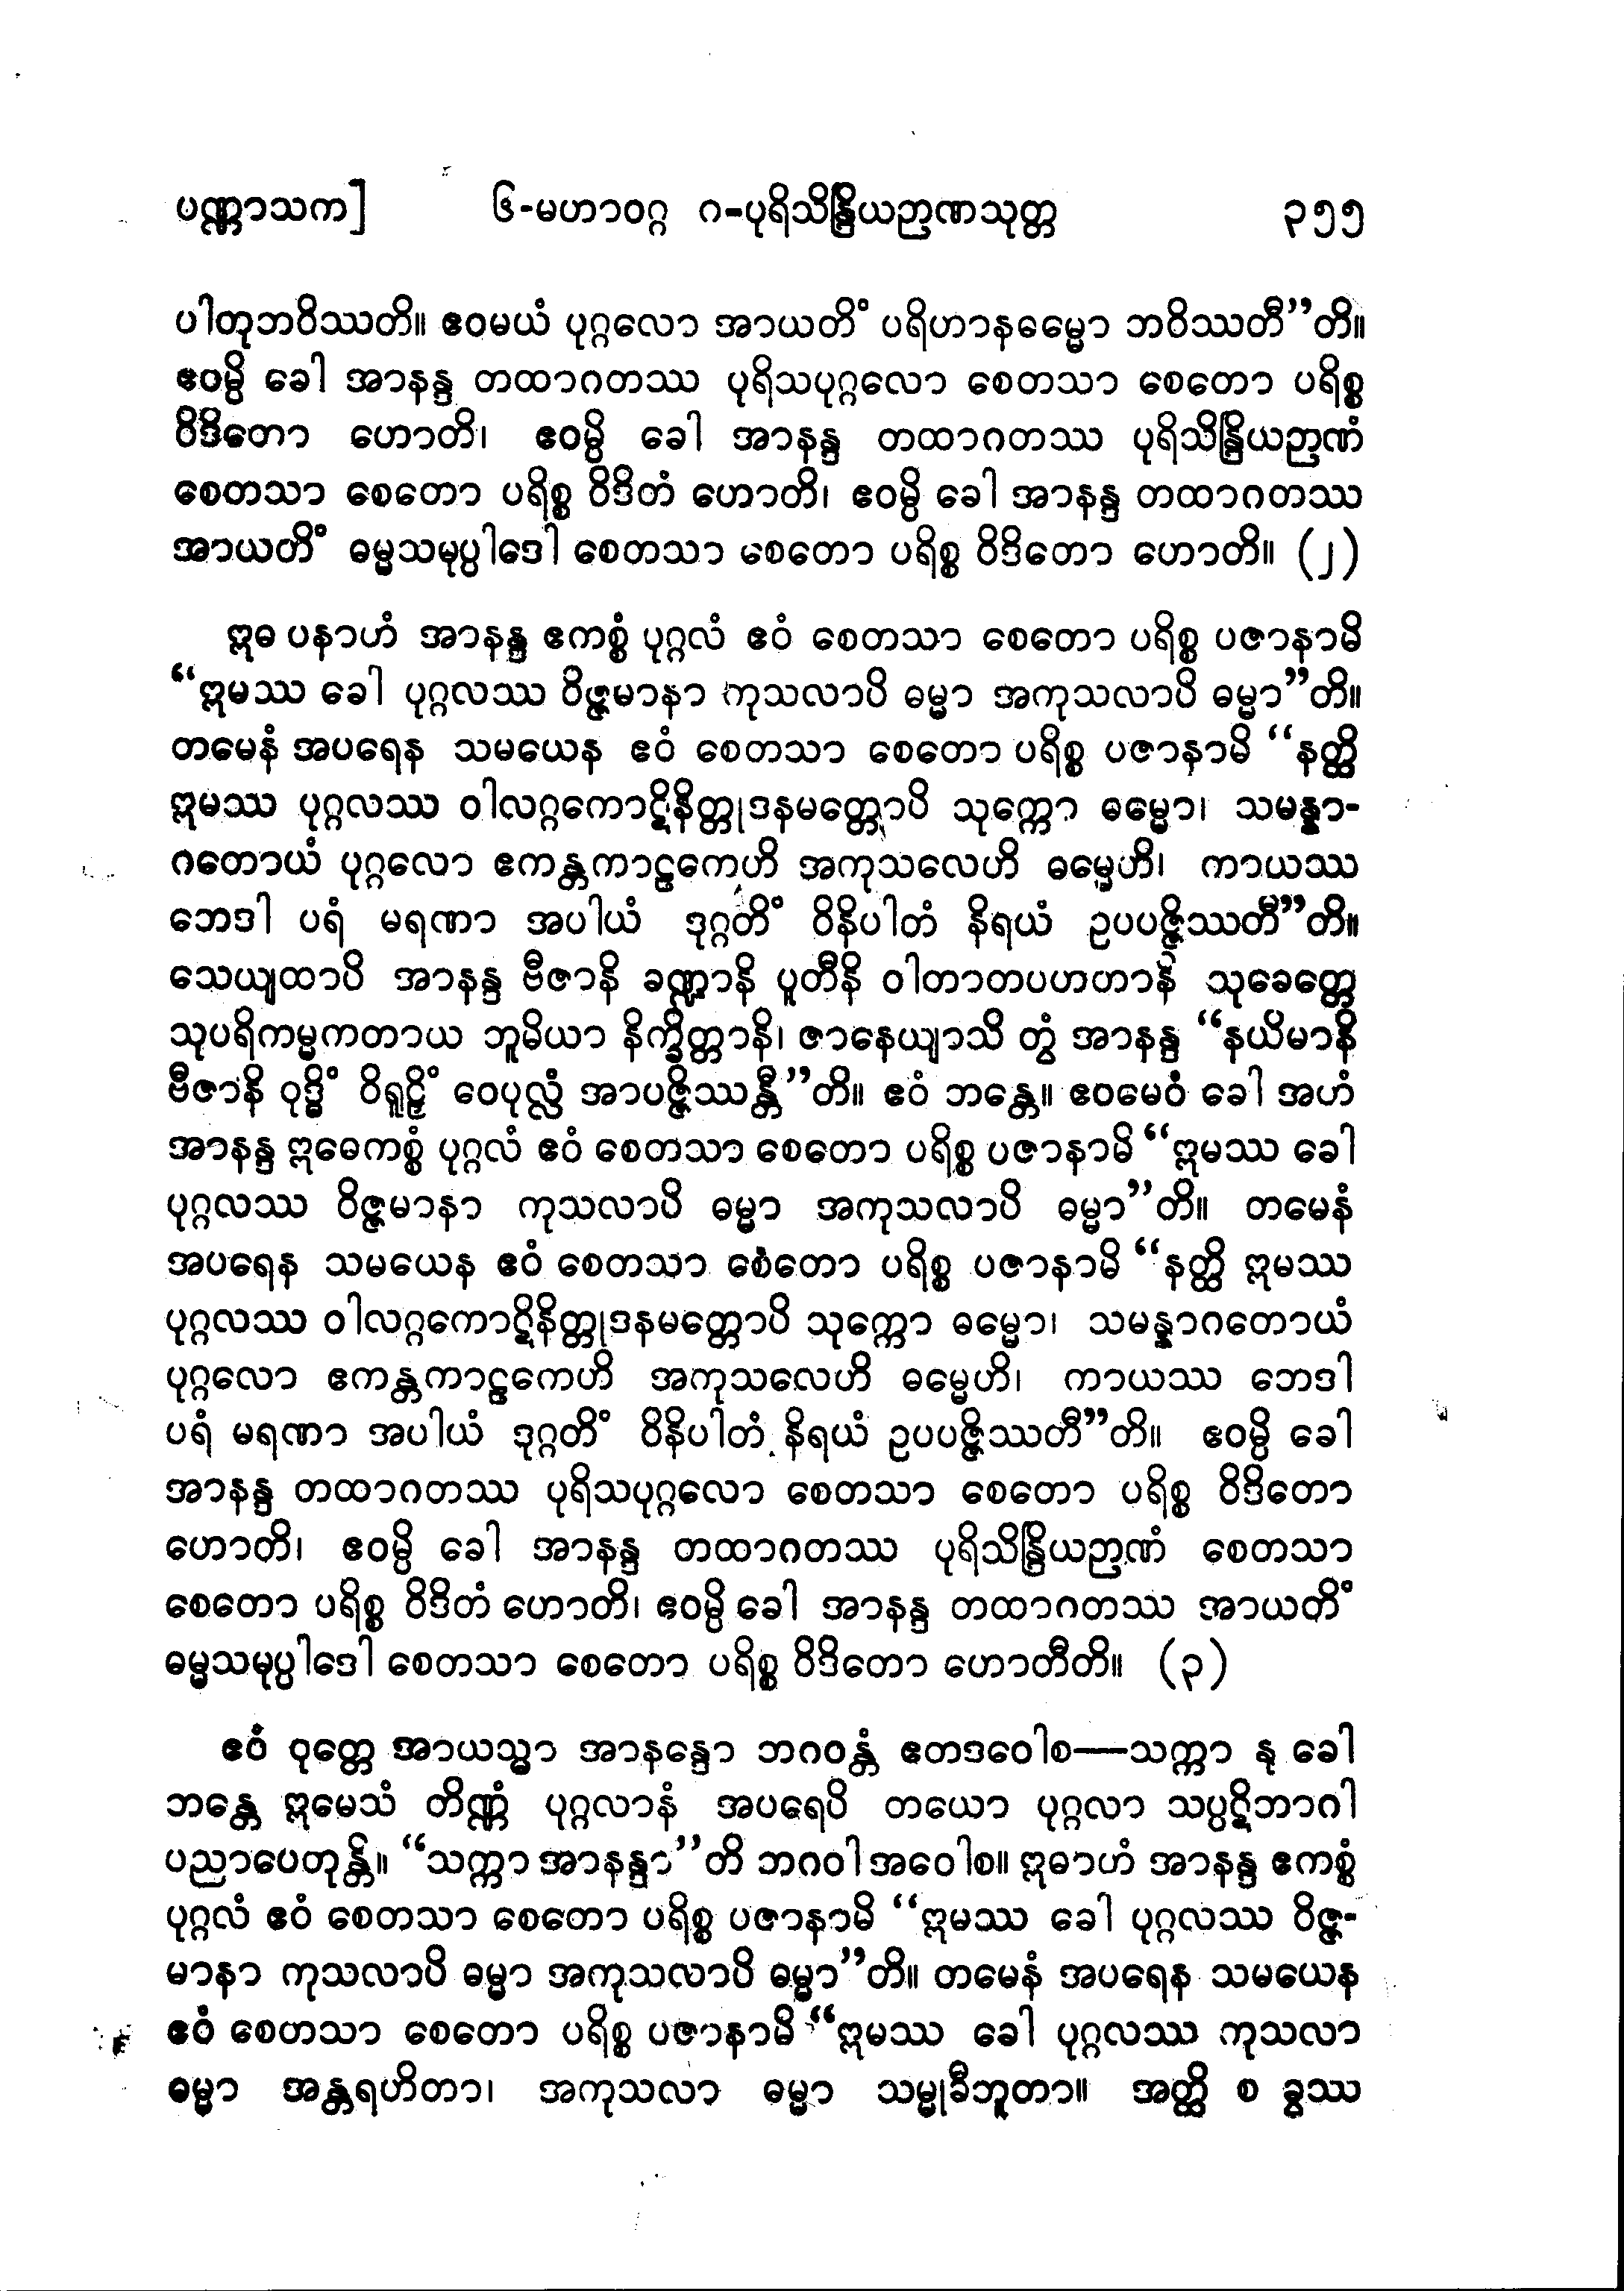 ပဏ္ဏာသက] ၆-မဟာဝဂ္ဂ ဂ-ပုရိသိန္ဒြိယဉာဏသုတ္တ ၃၅၅
ပါတုဘဝိဿတိ။ ဧဝမယံ ပုဂ္ဂလော အာယတိံ ပရိဟာနဓမ္မော ဘဝိဿတီ”တိ။
ဧဝမ္ပိ ခေါ အာနန္ဒ တထာဂတဿ ပုရိသပုဂ္ဂလော စေတသာ စေတော ပရိစ္စ
ဝိဒိတော ဟောတိ၊ ဧဝမ္ပိ ခေါ အာနန္ဒ တထာဂတဿ ပုရိသိန္ဒြိယဉာဏံ
စေတသာ စေတော ပရိစ္စ ဝိဒိတံ ဟောတိ၊ ဧဝမ္ပိ ခေါ အာနန္ဒ တထာဂတဿ
အာယတိံ ဓမ္မသမုပ္ပါဒေါ စေတသာ စေတော ပရိစ္စ ဝိဒိတော ဟောတိ။ (၂)
ဣဓ ပနာဟံ အာနန္ဒ ဧကစ္စံ ပုဂ္ဂလံ ဧဝံ စေတသာ စေတော ပရိစ္စ ပဇာနာမိ
“ဣမဿ ခေါ ပုဂ္ဂလဿ ဝိဇ္ဇမာနာ ကုသလာပိ ဓမ္မာ အကုသလာပိ ဓမ္မာ”တိ။
တမေနံ အပရေန သမယေန ဧဝံ စေတသာ စေတော ပရိစ္စ ပဇာနာမိ “နတ္ထိ
ဣမဿ ပုဂ္ဂလဿ ဝါလဂ္ဂကောဋိနိတ္တုဒနမတ္တောပိ သုက္ကော ဓမ္မော၊ သမန္နာ-
ဂတောယံ ပုဂ္ဂလော ဧကန္တကာဠကေဟိ အကုသလေဟိ ဓမ္မေဟိ၊ ကာယဿ
ဘေဒါ ပရံ မရဏာ အပါယံ ဒုဂ္ဂတိံ ဝိနိပါတံ နိရယံ ဥပပဇ္ဇိဿတီ”တိ။
သေယျထာပိ အာနန္ဒ ဗီဇာနိ ခဏ္ဍာနိ ပူတီနိ ဝါတာတပဟတာနိ သုခေတ္တေ
သုပရိကမ္မကတာယ ဘူမိယာ နိက္ခိတ္တာနိ၊ ဇာနေယျာသိ တွံ အာနန္ဒ “နယိမာနိ
ဗီဇာနိ ဝုဒ္ဓိံ ဝိရူဠှိံ ဝေပုလ္လံ အာပဇ္ဇိဿန္တီ”တိ။ ဧဝံ ဘန္တေ။ ဧဝမေဝံ ခေါ အဟံ
အာနန္ဒ ဣဓေကစ္စံ ပုဂ္ဂလံ ဧဝံ စေတသာ စေတော ပရိစ္စ ပဇာနာမိ “ဣမဿ ခေါ
ပုဂ္ဂလဿ ဝိဇ္ဇမာနာ ကုသလာပိ ဓမ္မာ အကုသလာပိ ဓမ္မာ”တိ။ တမေနံ
အပရေန သမယေန ဧဝံ စေတသာ စေတော ပရိစ္စ ပဇာနာမိ “နတ္ထိ ဣမဿ
ပုဂ္ဂလဿ ဝါလဂ္ဂကောဋိနိတ္တုဒနမတ္တောပိ သုက္ကော ဓမ္မော၊ သမန္နာဂတောယံ
ပုဂ္ဂလော ဧကန္တကာဠကေဟိ အကုသလေဟိ ဓမ္မေဟိ၊ ကာယဿ ဘေဒါ
ပရံ မရဏာ အပါယံ ဒုဂ္ဂတိံ ဝိနိပါတံ နိရယံ ဥပပဇ္ဇိဿတီ”တိ။ ဧဝမ္ပိ ခေါ
အာနန္ဒ တထာဂတဿ ပုရိသပုဂ္ဂလော စေတသာ စေတော ပရိစ္စ ဝိဒိတော
ဟောတိ၊ ဧဝမ္ပိ ခေါ အာနန္ဒ တထာဂတဿ ပုရိသိန္ဒြိယဉာဏံ စေတသာ
စေတော ပရိစ္စ ဝိဒိတံ ဟောတိ၊ ဧဝမ္ပိ ခေါ အာနန္ဒ တထာဂတဿ အာယတိံ
ဓမ္မသမုပ္ပါဒေါ စေတသာ စေတော ပရိစ္စ ဝိဒိတော ဟောတီတိ။ (၃)
ဧဝံ ဝုတ္တေ အာယသ္မာ အာနန္ဒော ဘဂဝန္တံ ဧတဒဝေါစ—သက္ကာ နု ခေါ
ဘန္တေ ဣမေသံ တိဏ္ဏံ ပုဂ္ဂလာနံ အပရေပိ တယော ပုဂ္ဂလာ သပ္ပဋိဘာဂါ
ပညာပေတုန္တိ။ “သက္ကာ အာနန္ဒာ”တိ ဘဂဝါ အဝေါစ။ ဣဓာဟံ အာနန္ဒ ဧကစ္စံ
ပုဂ္ဂလံ ဧဝံ စေတသာ စေတော ပရိစ္စ ပဇာနာမိ “ဣမဿ ခေါ ပုဂ္ဂလဿ ဝိဇ္ဇ-
မာနာ ကုသလာပိ ဓမ္မာ အကုသလာပိ ဓမ္မာ”တိ။ တမေနံ အပရေန သမယေန
ဧဝံ စေတသာ စေတော ပရိစ္စ ပဇာနာမိ “ဣမဿ ခေါ ပုဂ္ဂလဿ ကုသလာ
ဓမ္မာ အန္တရဟိတာ၊ အကုသလာ ဓမ္မာ သမ္မုခီဘူတာ။ အတ္ထိ စ ခွဿ